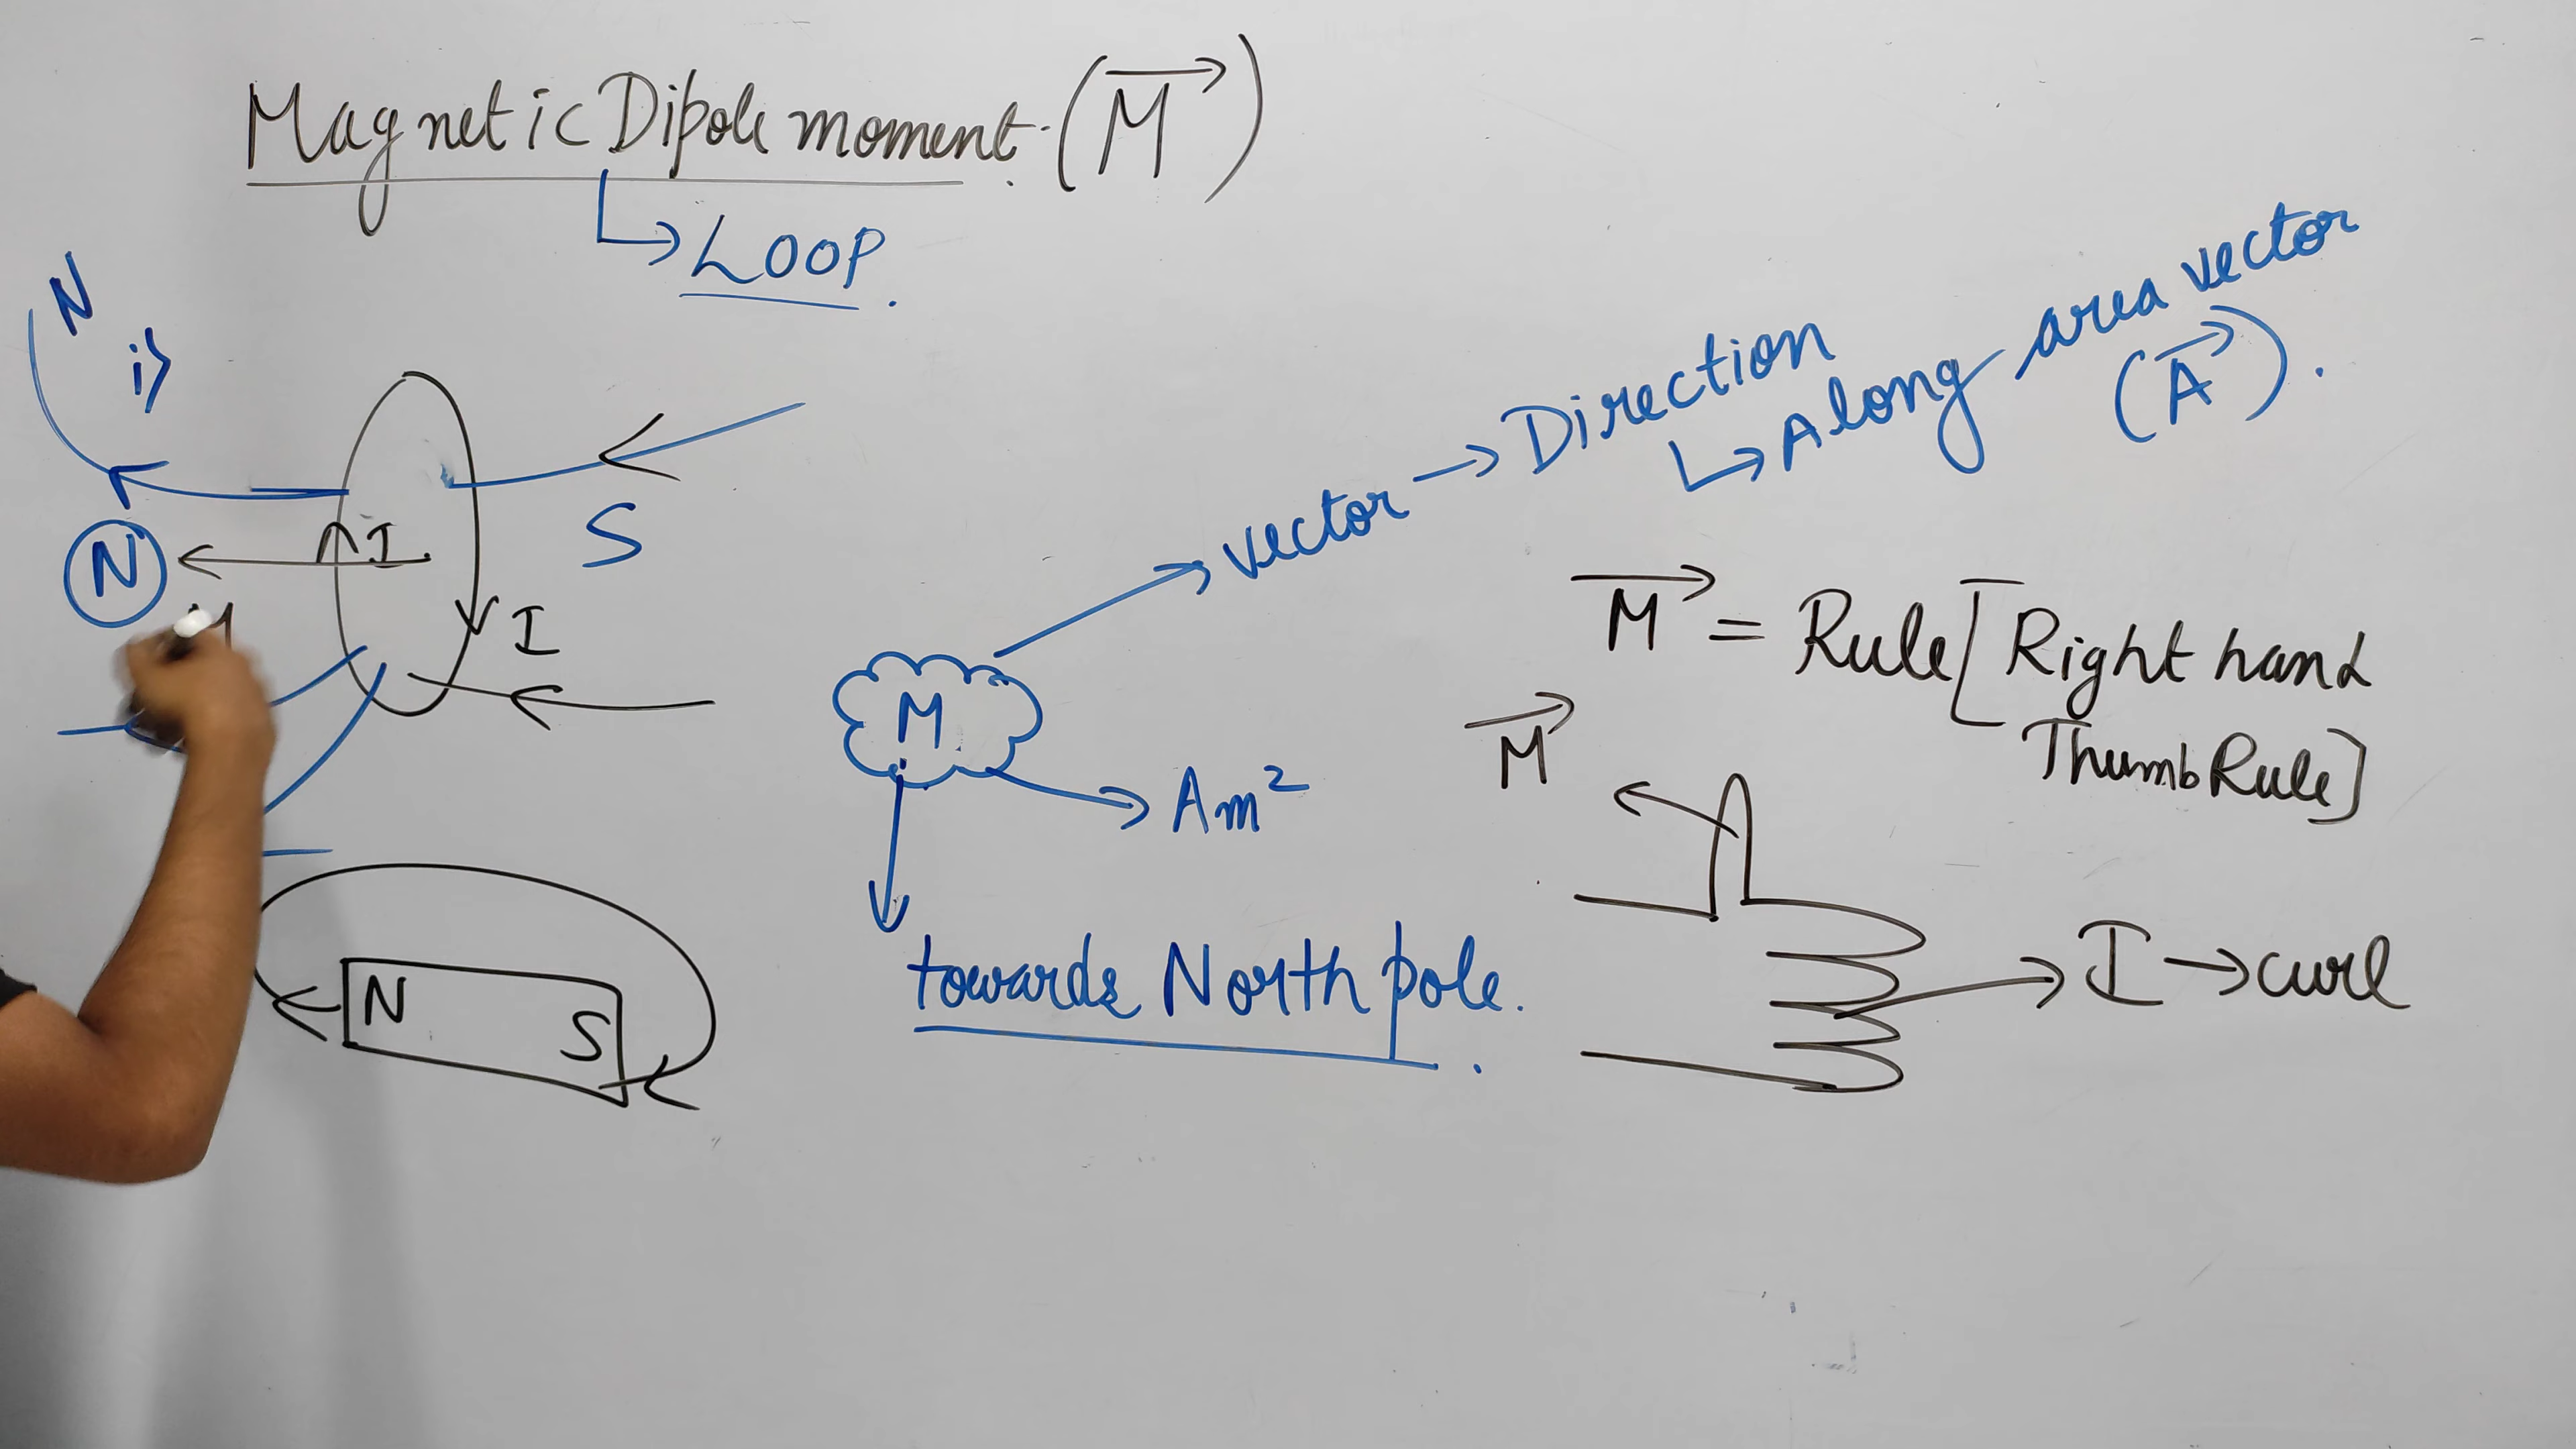 Magnetic Dipole moment. (M)
LOOP.
N
i)
N
I
S
I
N S
M
vector → Direction
Along area vector
(A).
Am²
towards North pole.
M = Rule [Right hand
Thumb Rule]
M
I → curl